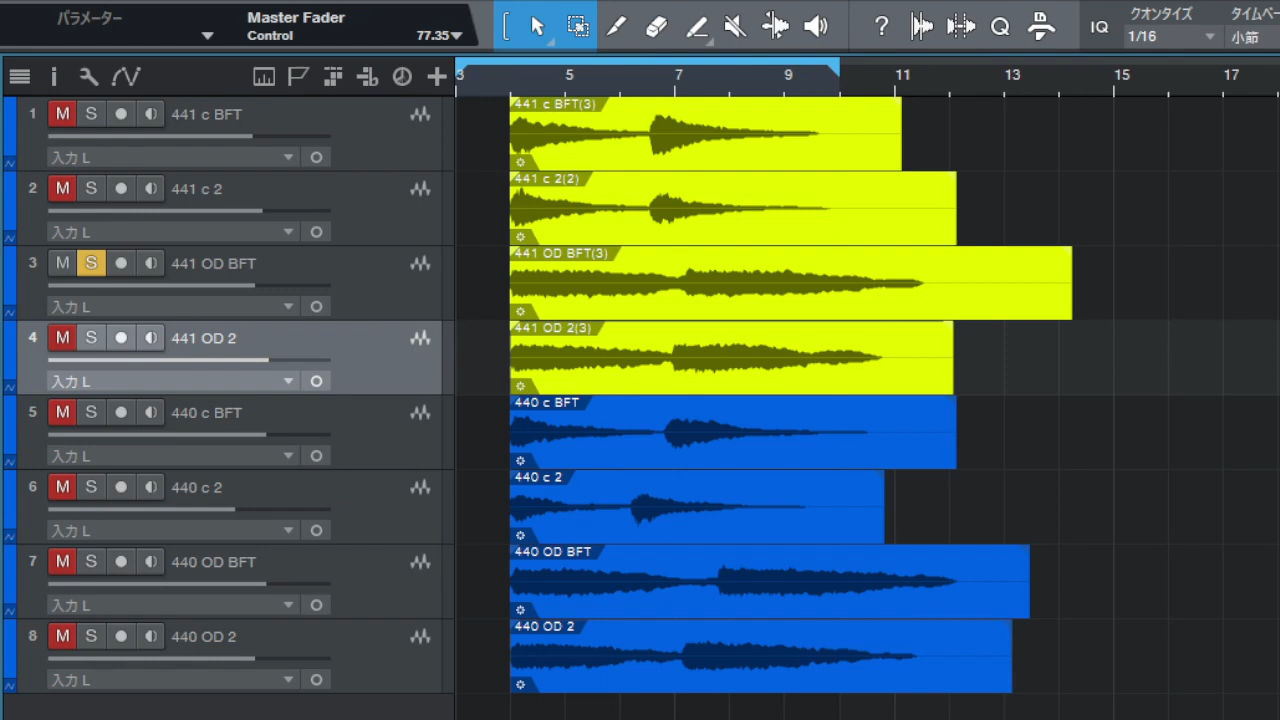 パラメーター
Master Fader
Control 77.35
? IQ
クオンタイズ タイムベー
1/16 小節
3 5 7 9 11 13 15 17
1 M S 441 c BFT
入力 L
441 c BFT(3)
2 M S 441 c 2
入力 L
441 c 2(2)
3 M S 441 OD BFT
入力 L
441 OD BFT(3)
4 M S 441 OD 2
入力 L
441 OD 2(3)
5 M S 440 c BFT
入力 L
440 c BFT
6 M S 440 c 2
入力 L
440 c 2
7 M S 440 OD BFT
入力 L
440 OD BFT
8 M S 440 OD 2
入力 L
440 OD 2